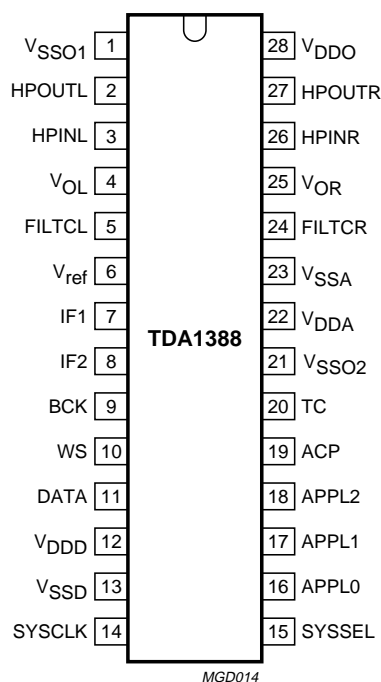 VSSO1 1 28 VDDO
HPOUTL 2 27 HPOUTR
HPINL 3 26 HPINR
VOL 4 25 VOR
FILTCL 5 24 FILTCR
Vref 6 23 VSSA
IF1 7 22 VDDA
TDA1388
IF2 8 21 VSSO2
BCK 9 20 TC
WS 10 19 ACP
DATA 11 18 APPL2
VDDD 12 17 APPL1
VSSD 13 16 APPL0
SYSCLK 14 15 SYSSEL
MGD014